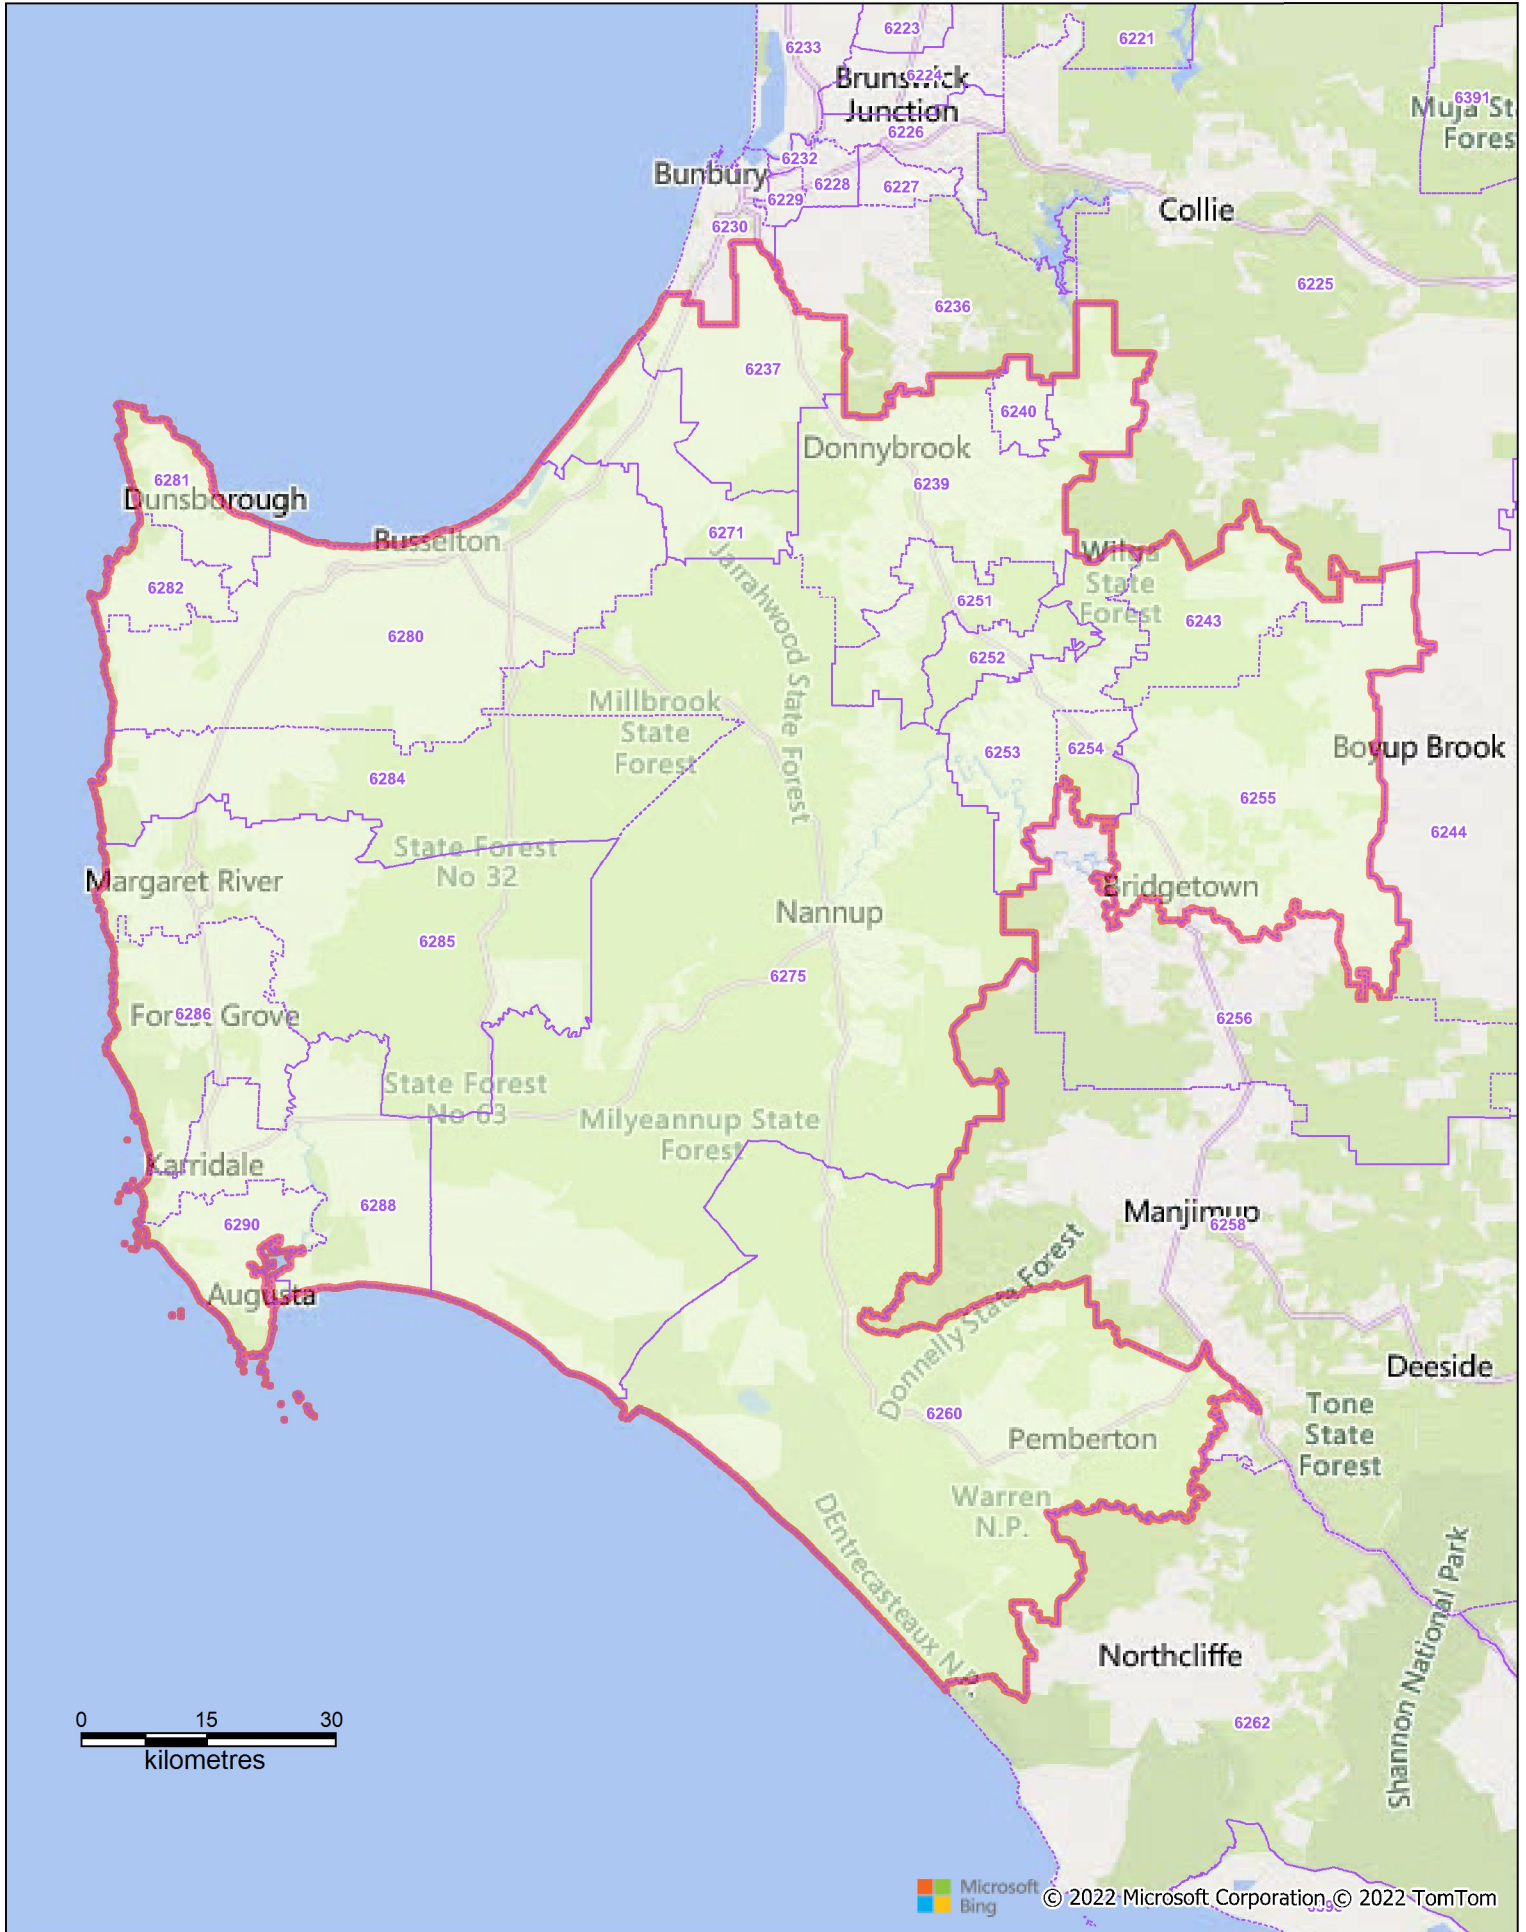 6223
6221
6233
Brunswick
6224
Junction
6391
Muja St
Fores
6226
6232
Bunbury
6228
6227
6229
Collie
6230
6225
6236
6237
6240
Donnybrook
6281
6239
Dunsborough
6271
Busselton
Jarrahwood State Forest
Wilga
State
Forest
6282
6251
6243
6280
6252
Millbrook
State
Forest
6253
6254
Boyup Brook
6284
6255
6244
State Forest
No 32
Margaret River
Bridgetown
Nannup
6285
6275
Forest Grove
6286
6256
State Forest
No 63
Milyeannup State
Forest
Karridale
6288
6290
Manjimup
6258
Augusta
Donnelly State Forest
Deeside
6260
Pemberton
Tone
State
Forest
Warren
N.P.
DEntrecasteaux N.P.
Shannon National Park
Northcliffe
6262
0 15 30
kilometres
Microsoft
Bing
© 2022 Microsoft Corporation © 2022 TomTom